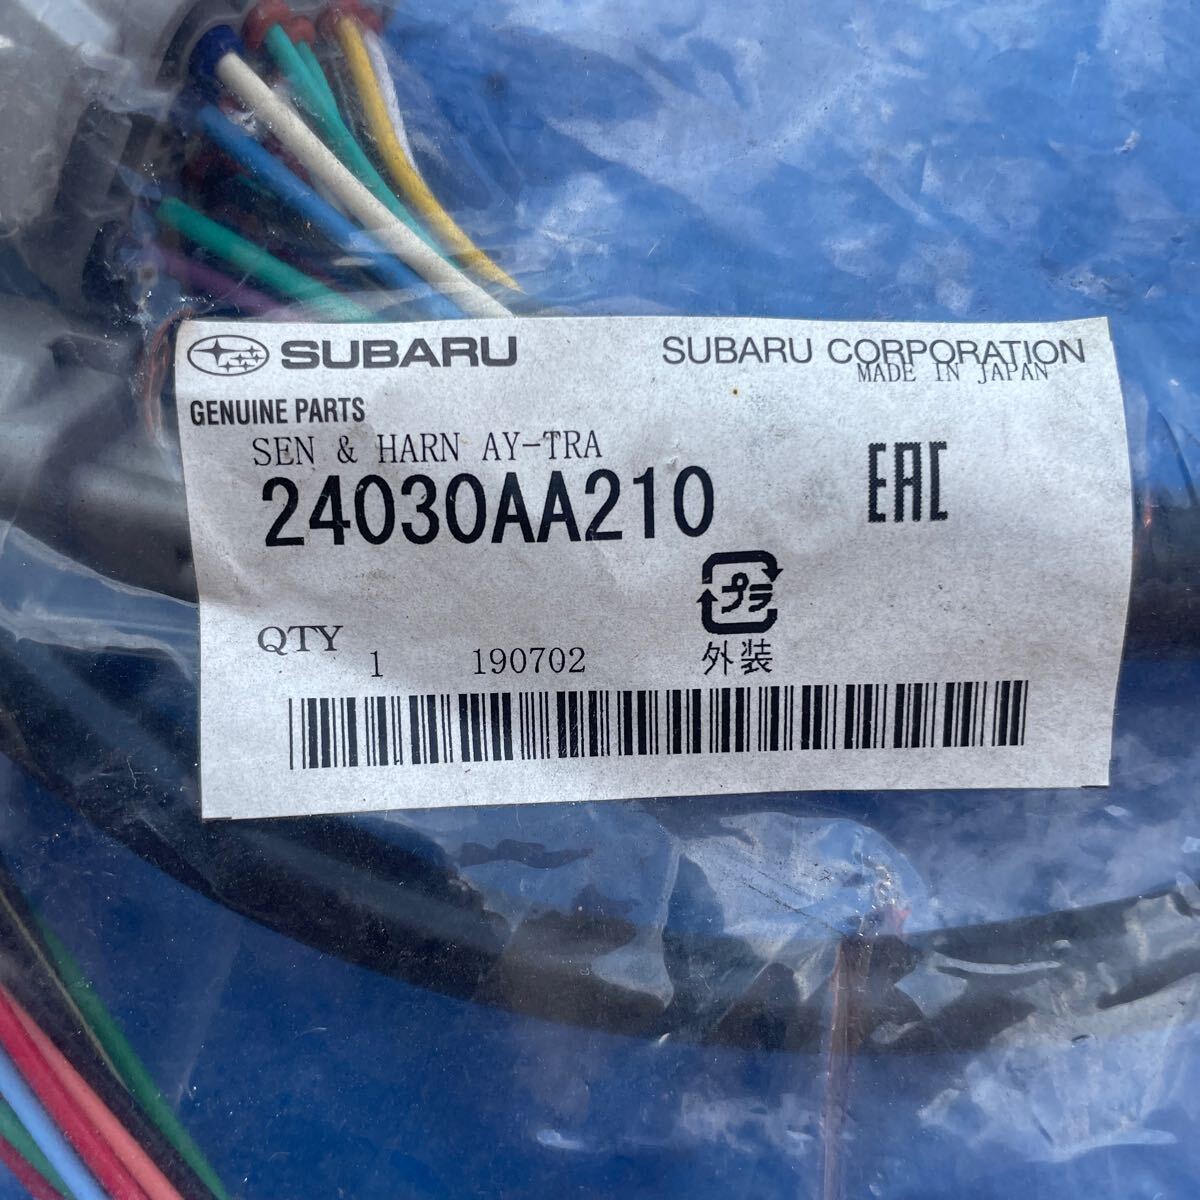 SUBARU
SUBARU CORPORATION
MADE IN JAPAN
GENUINE PARTS
SEN & HARN AY-TRA
24030AA210
EAC
プラ
外装
QTY 1 190702